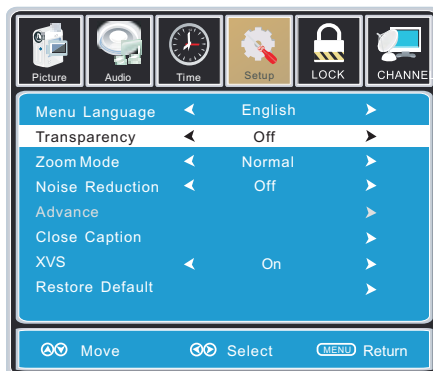 Picture Audio Time Setup LOCK CHANNE
Menu Language English
Transparency Off
Zoom Mode Normal
Noise Reduction Off
Advance
Close Caption
XVS On
Restore Default
Move Select MENU Return